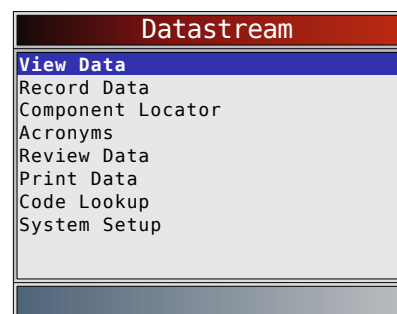 Datastream
View Data
Record Data
Component Locator
Acronyms
Review Data
Print Data
Code Lookup
System Setup